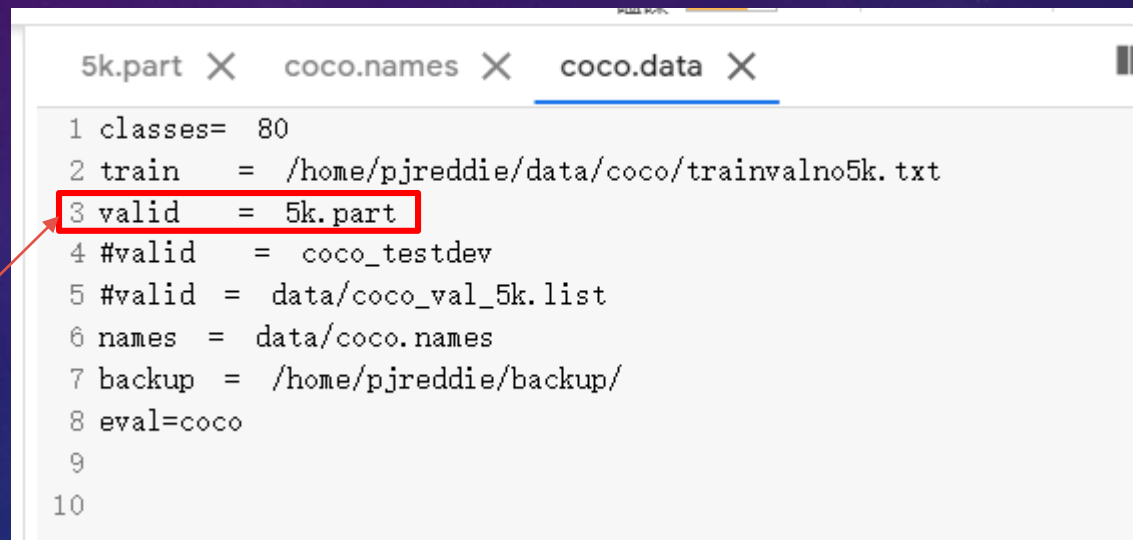 5k.part coco.names coco.data
1 classes= 80
2 train = /home/pjreddie/data/coco/trainvalno5k.txt
3 valid = 5k.part
4 #valid = coco_testdev
5 #valid = data/coco_val_5k.list
6 names = data/coco.names
7 backup = /home/pjreddie/backup/
8 eval=coco
9
10